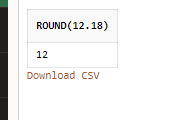 ROUND(12.18)
12
Download CSV